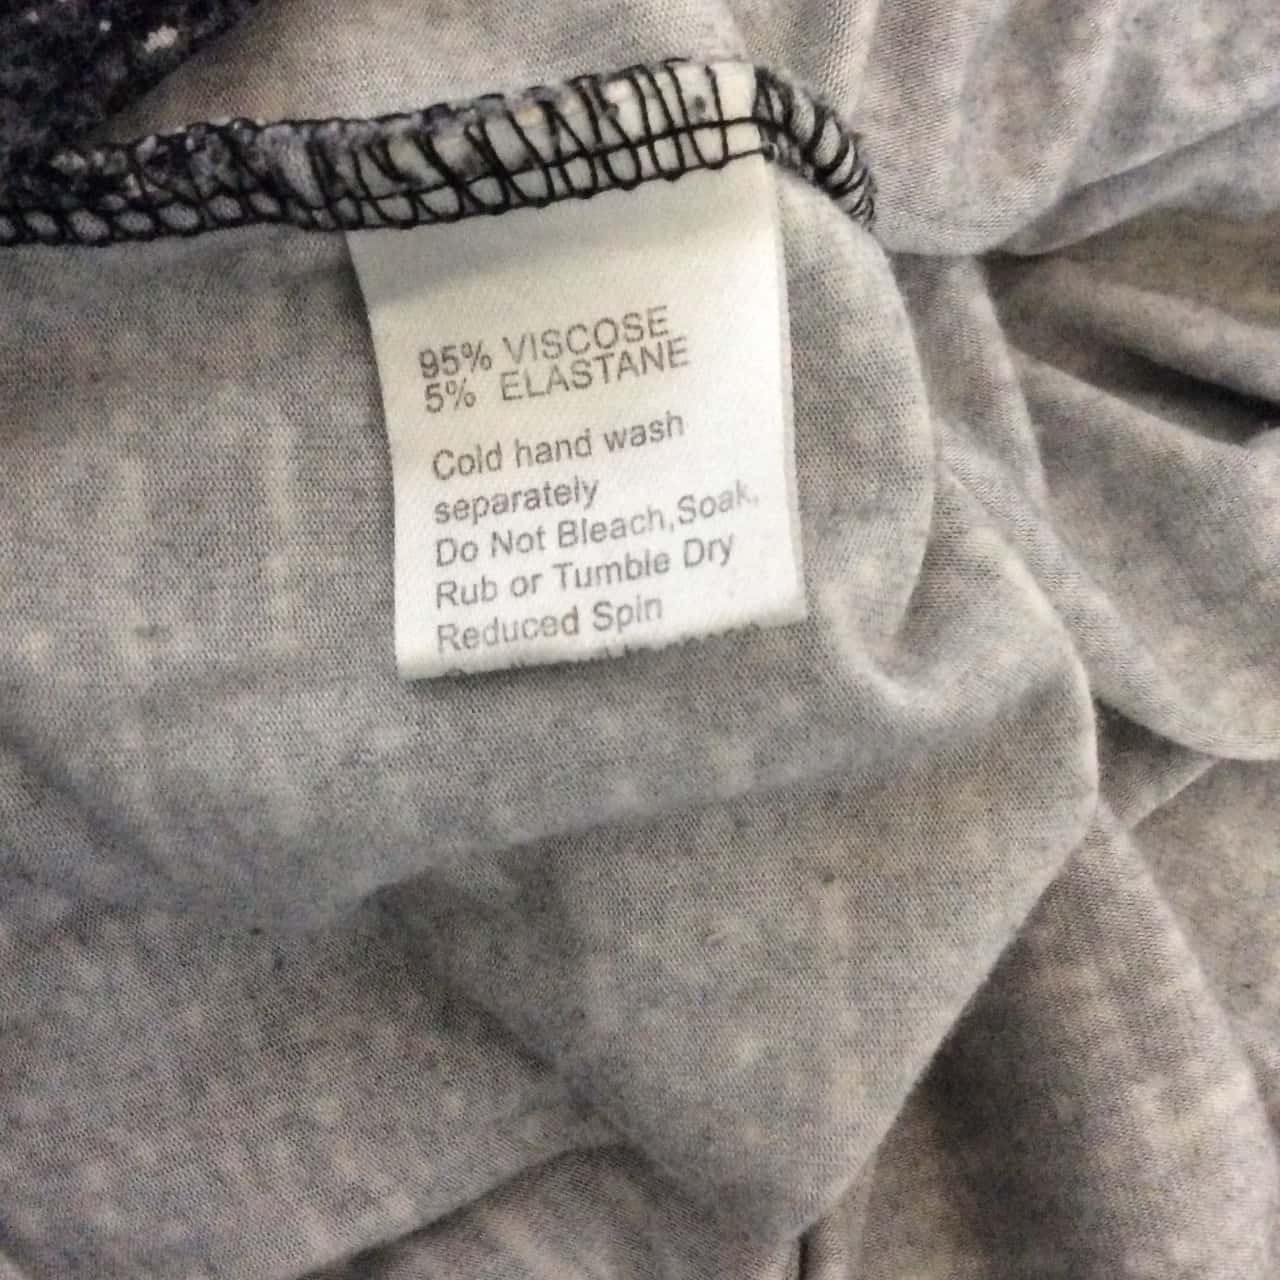 95% VISCOSE
5% ELASTANE
Cold hand wash
separately
Do Not Bleach,Soak,
Rub or Tumble Dry
Reduced Spin